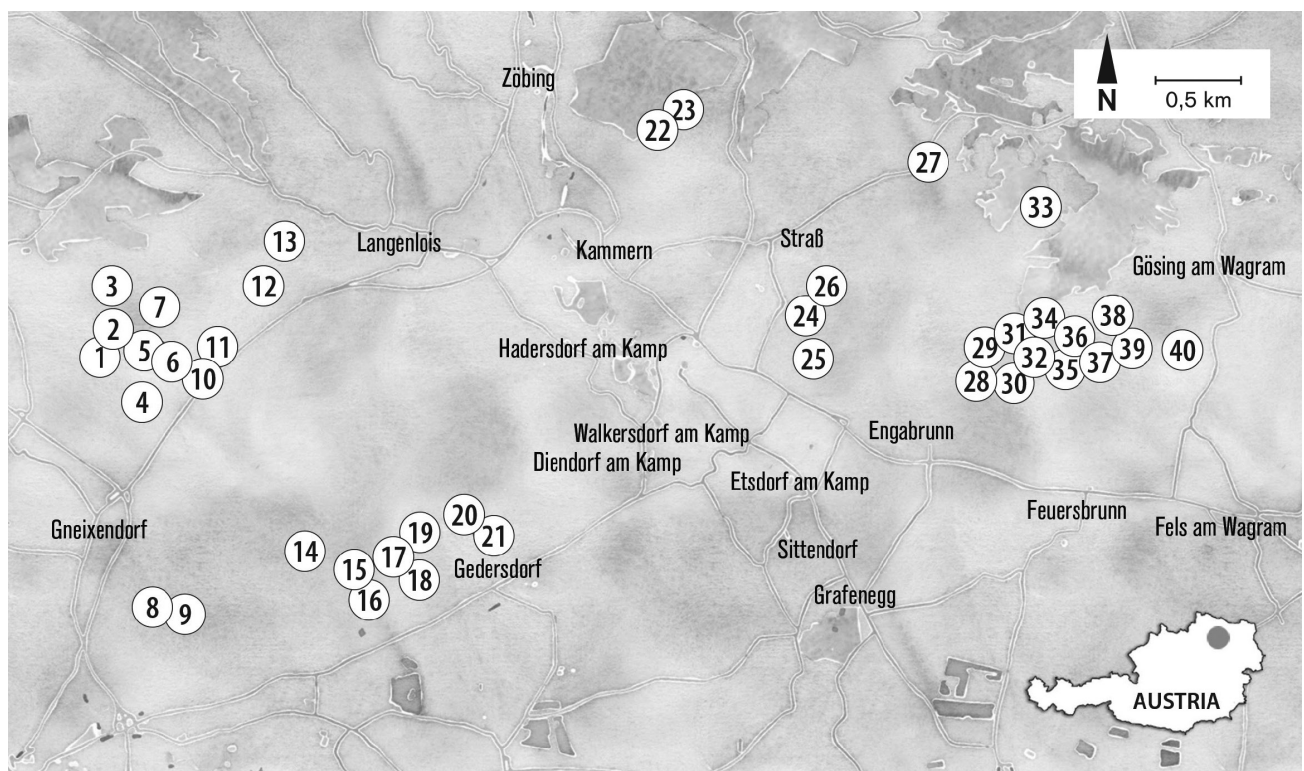 Zöbing
N
0,5 km
23
22
27
33
13
Langenlois
Kammern
Straß
Gösing am Wagram
3
12
26
7
2
24
34
38
31
36
11
Hadersdorf am Kamp
29
39
40
1
5
6
25
32
35
37
10
28
30
4
Walkersdorf am Kamp
Engabrunn
Diendorf am Kamp
Etsdorf am Kamp
Gneixendorf
20
Feuersbrunn
Fels am Wagram
19
21
14
17
Sittendorf
15
18
Gedersdorf
16
Grafenegg
8
9
AUSTRIA